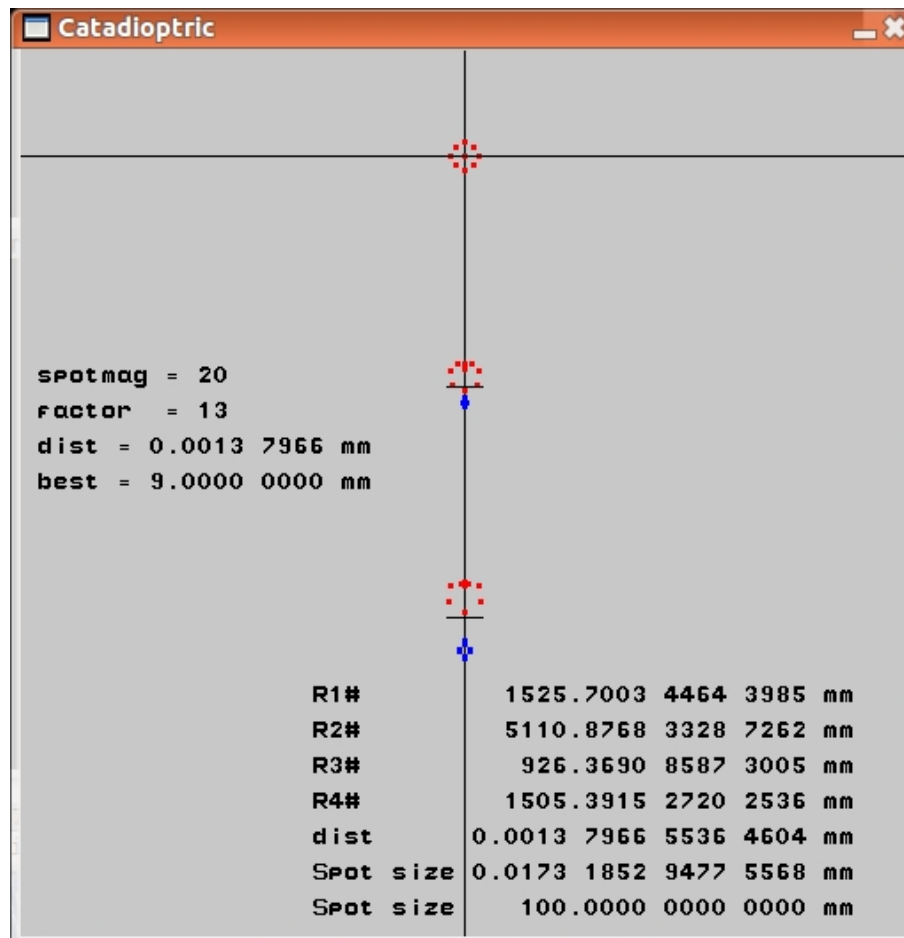 Catadioptric
spotmag = 20
factor = 13
dist = 0.0013 7966 mm
best = 9.0000 0000 mm
R1# 1525.7003 4464 3985 mm
R2# 5110.8768 3328 7262 mm
R3# 926.3690 8587 3005 mm
R4# 1505.3915 2720 2536 mm
dist 0.0013 7966 5536 4604 mm
Spot size 0.0173 1852 9477 5568 mm
Spot size 100.0000 0000 0000 mm